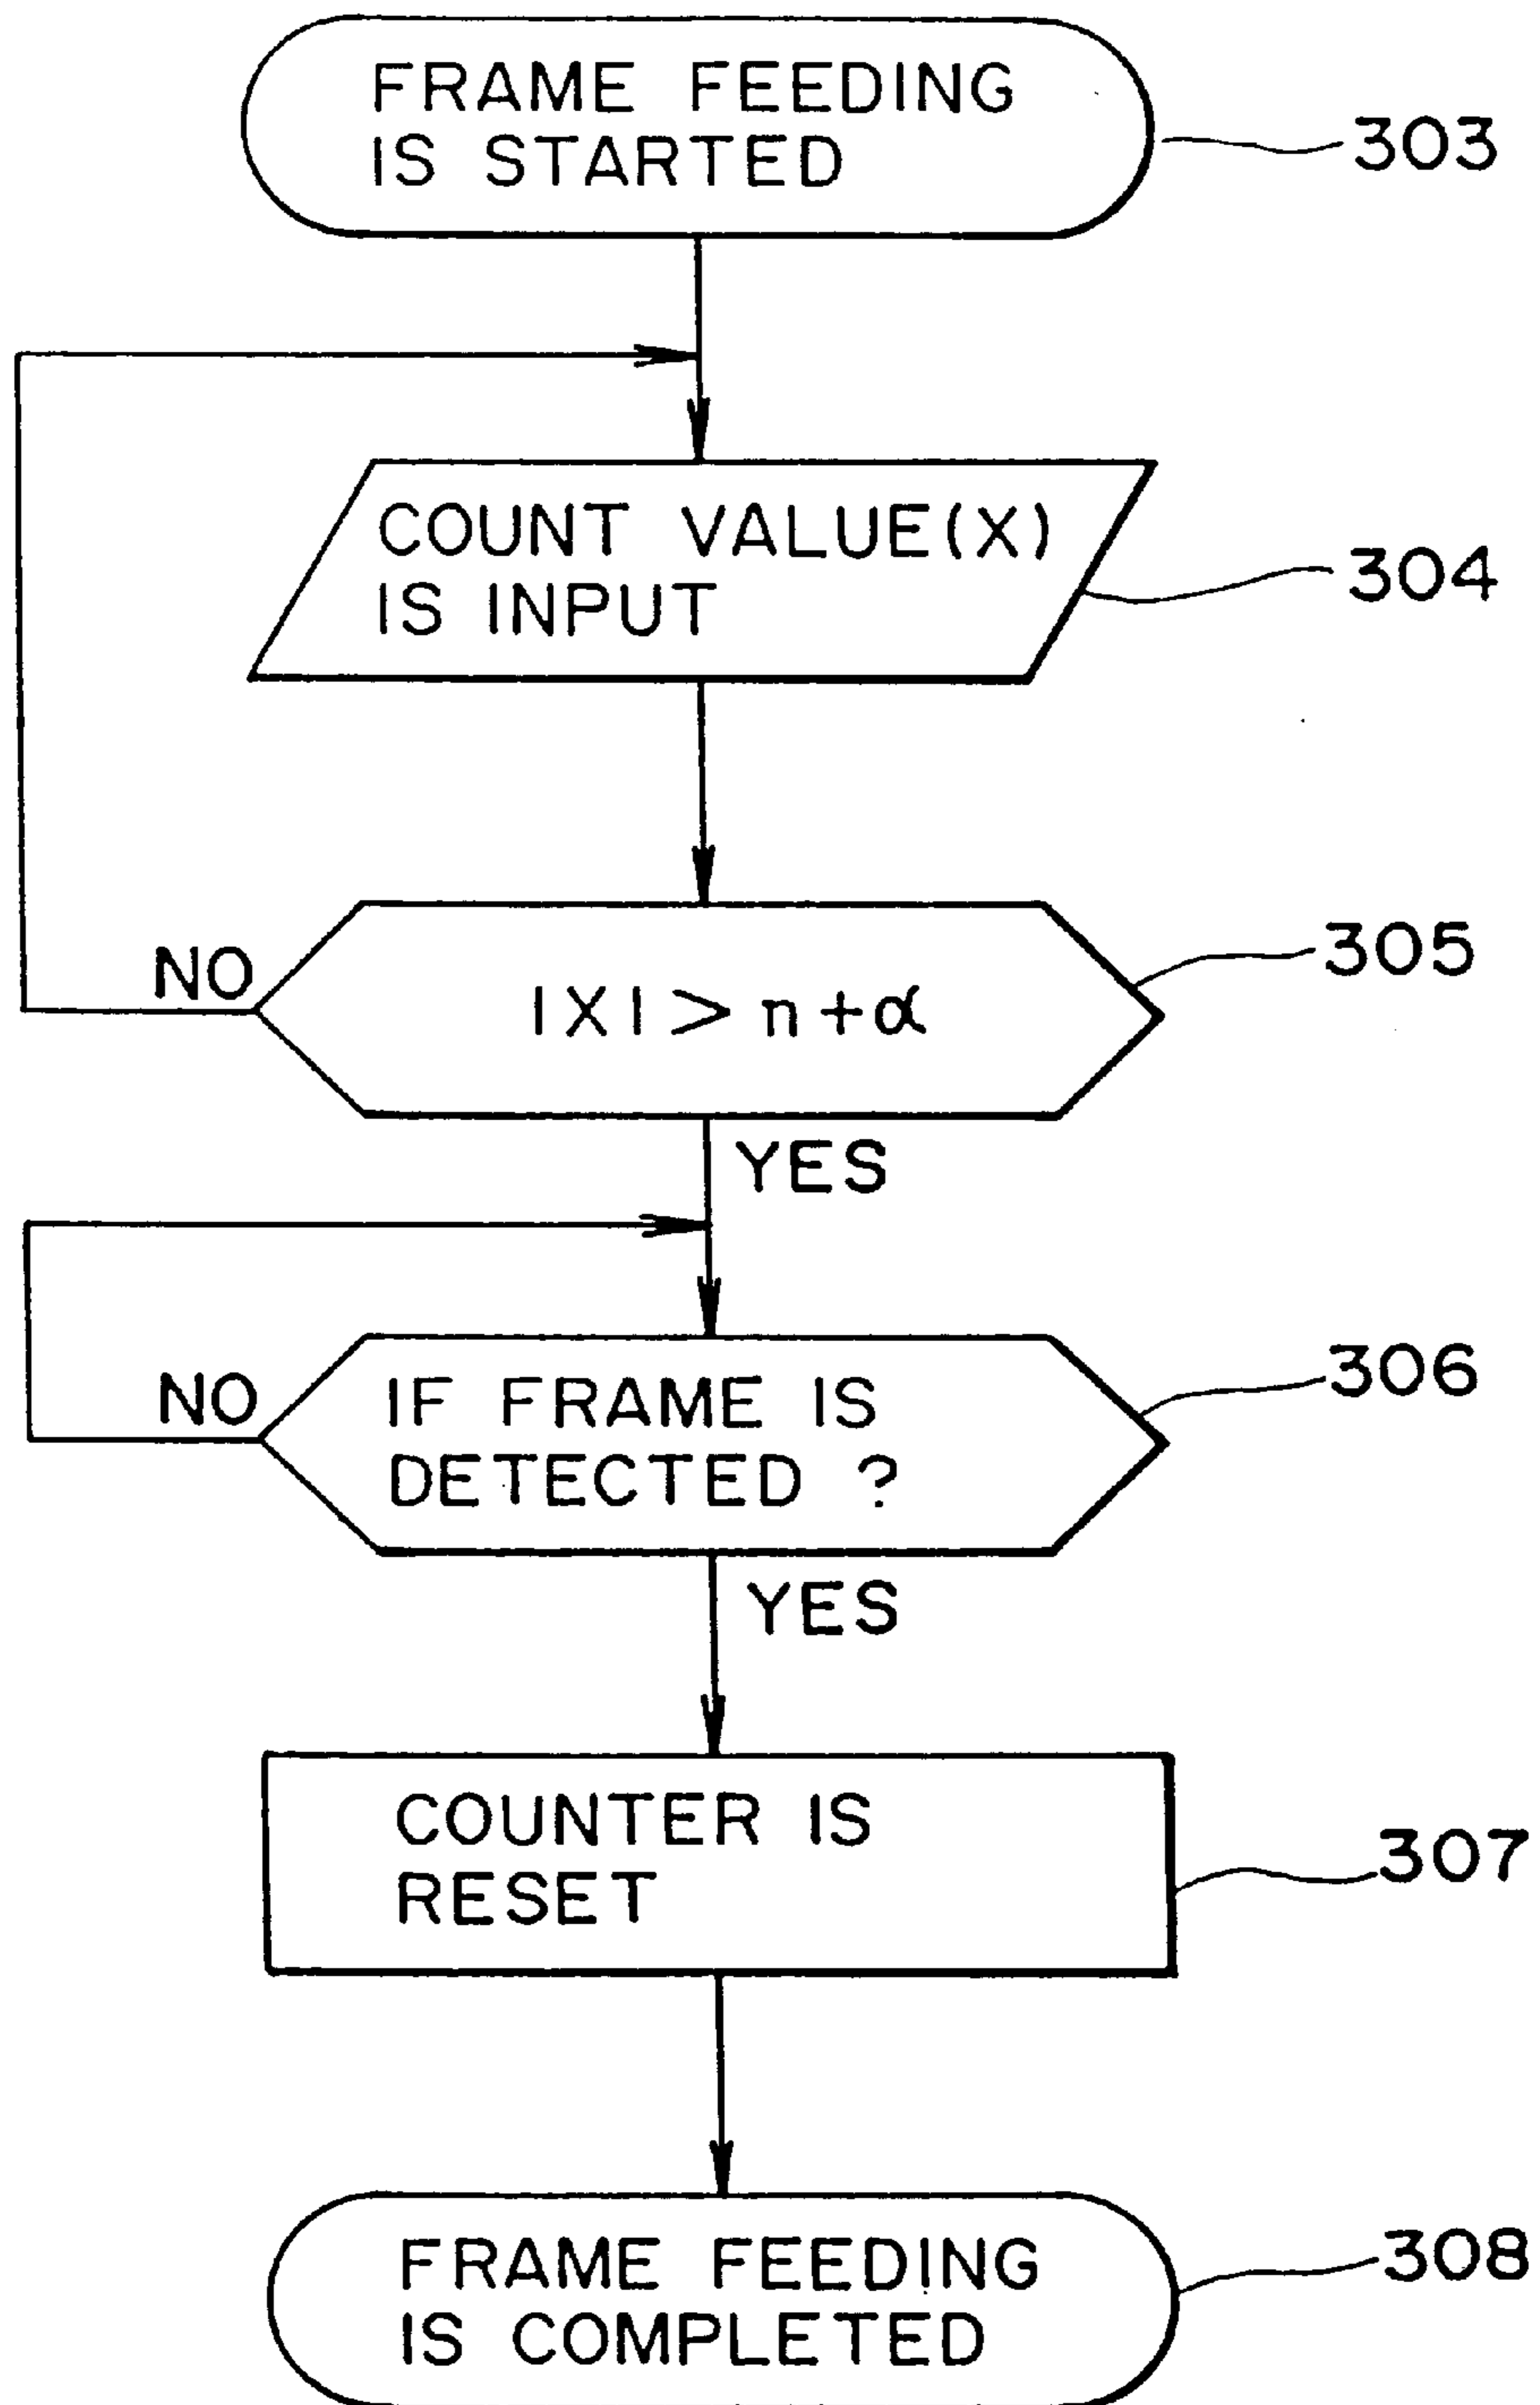 FRAME FEEDING
IS STARTED
303
COUNT VALUE(X)
IS INPUT
304
NO
|X| > n+α
305
YES
NO
IF FRAME IS
DETECTED ?
306
YES
COUNTER IS
RESET
307
FRAME FEEDING
IS COMPLETED
308